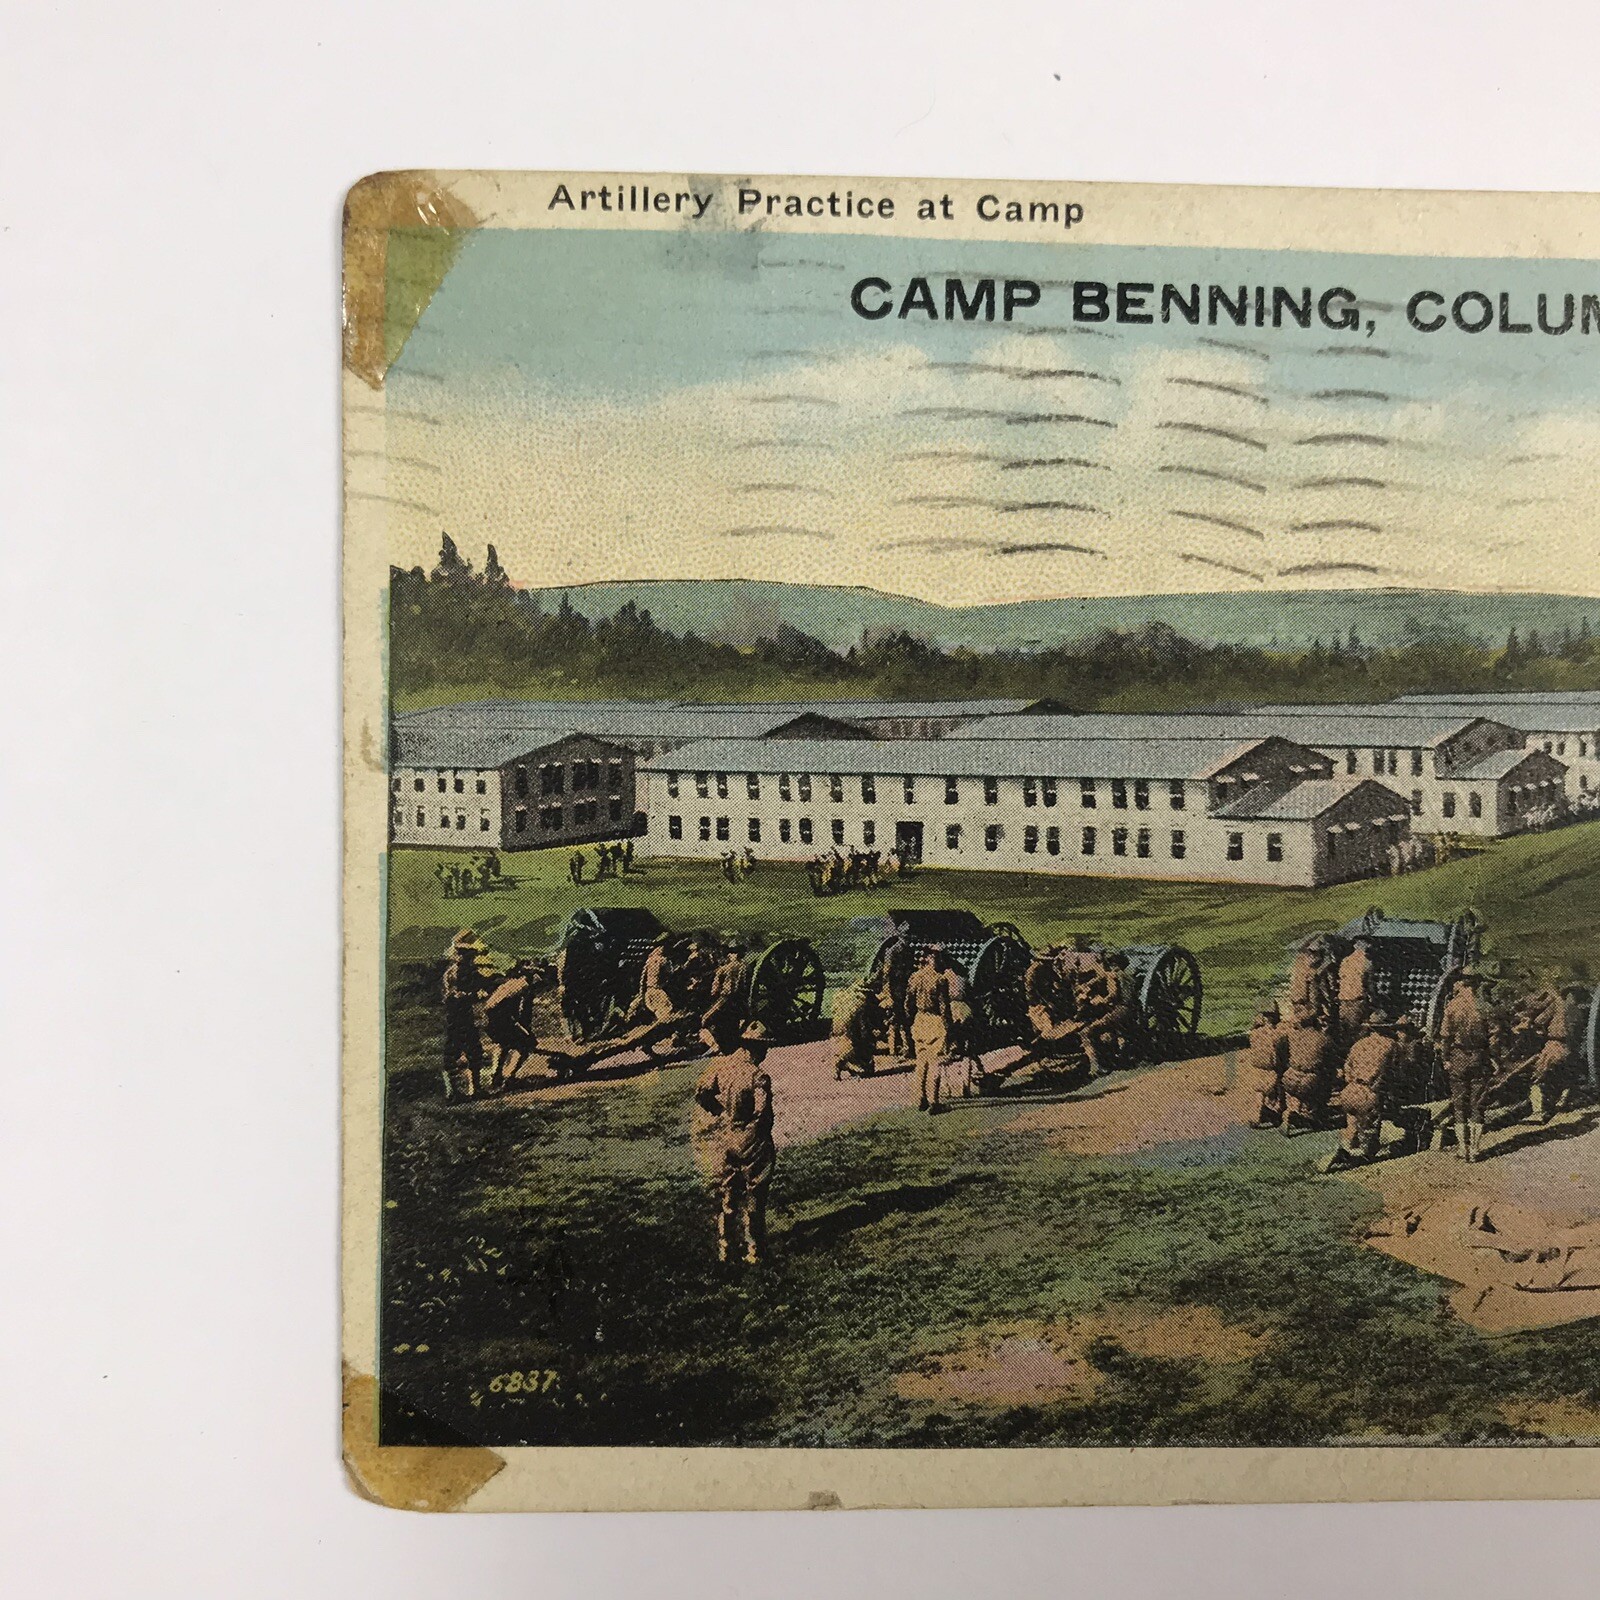 Artillery Practice at Camp
CAMP BENNING, COLUM
6837